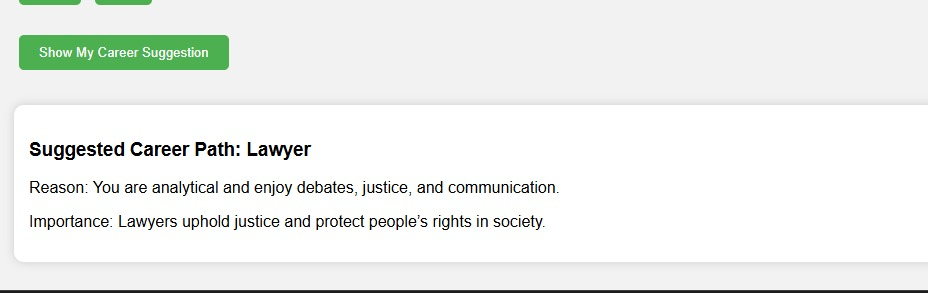 Show My Career Suggestion
Suggested Career Path: Lawyer
Reason: You are analytical and enjoy debates, justice, and communication.
Importance: Lawyers uphold justice and protect people’s rights in society.